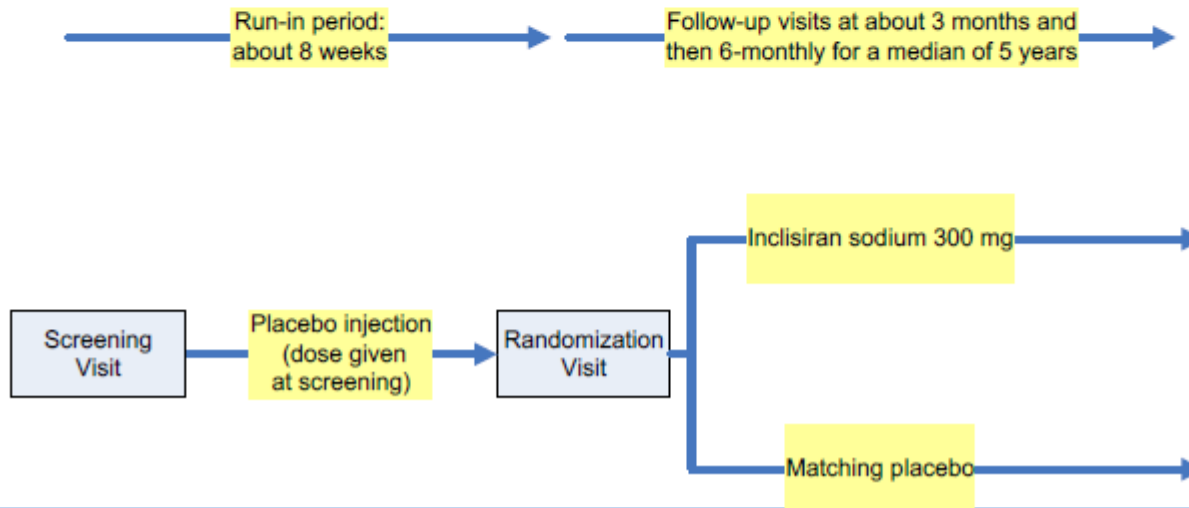 Run-in period:
about 8 weeks
Follow-up visits at about 3 months and
then 6-monthly for a median of 5 years
Inclisiran sodium 300 mg
Screening
Visit
Placebo injection
(dose given
at screening)
Randomization
Visit
Matching placebo